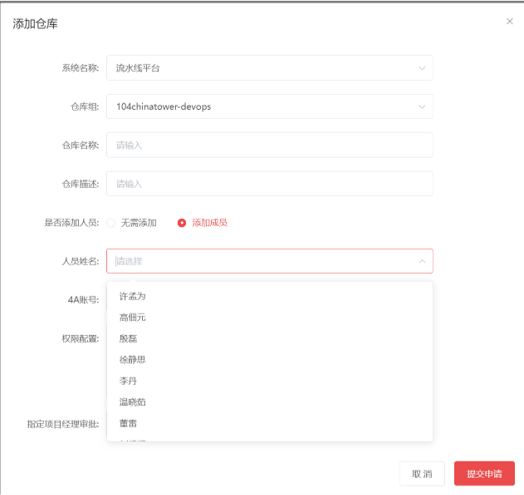 添加仓库
系统名称: 流水线平台
仓库组: 104chinatower-devops
仓库名称: 请输入
仓库描述: 请输入
是否添加人员: 无需添加 添加成员
人员姓名: 请选择
4A账号:
许孟为
高佃元
权限配置:
殷磊
徐静思
李丹
温晓茹
指定项目经理审批:
董雷
取消 提交申请